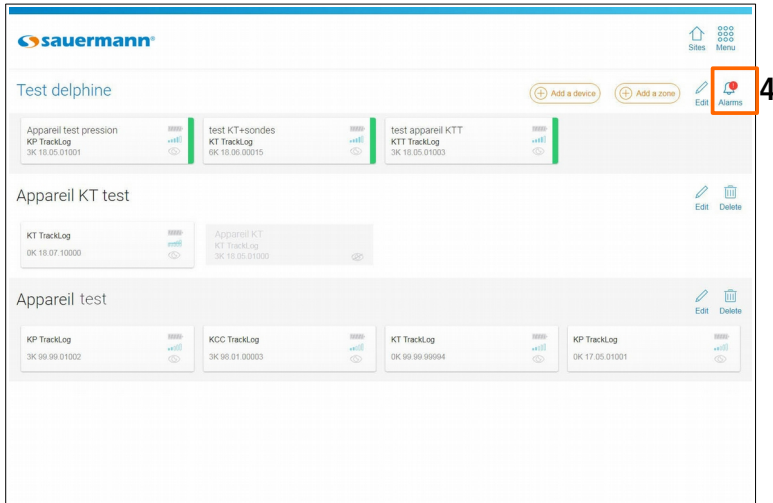 sauermann®
Sites Menu
Test delphine
Add a device Add a zone Edit Alarms
4
Appareil test pression
KP TrackLog
3K 18.05.01001
test KT+sondes
KT TrackLog
6K 18.06.00015
test appareil KTT
KTT TrackLog
3K 18.05.01003
Appareil KT test
Edit Delete
KT TrackLog
0K 18.07.10000
Appareil KT
KT TrackLog
3K 18.05.01000
Appareil test
Edit Delete
KP TrackLog
3K 99.99.01002
KCC TrackLog
3K 98.01.00003
KT TrackLog
0K 99.99.99994
KP TrackLog
0K 17.05.01001